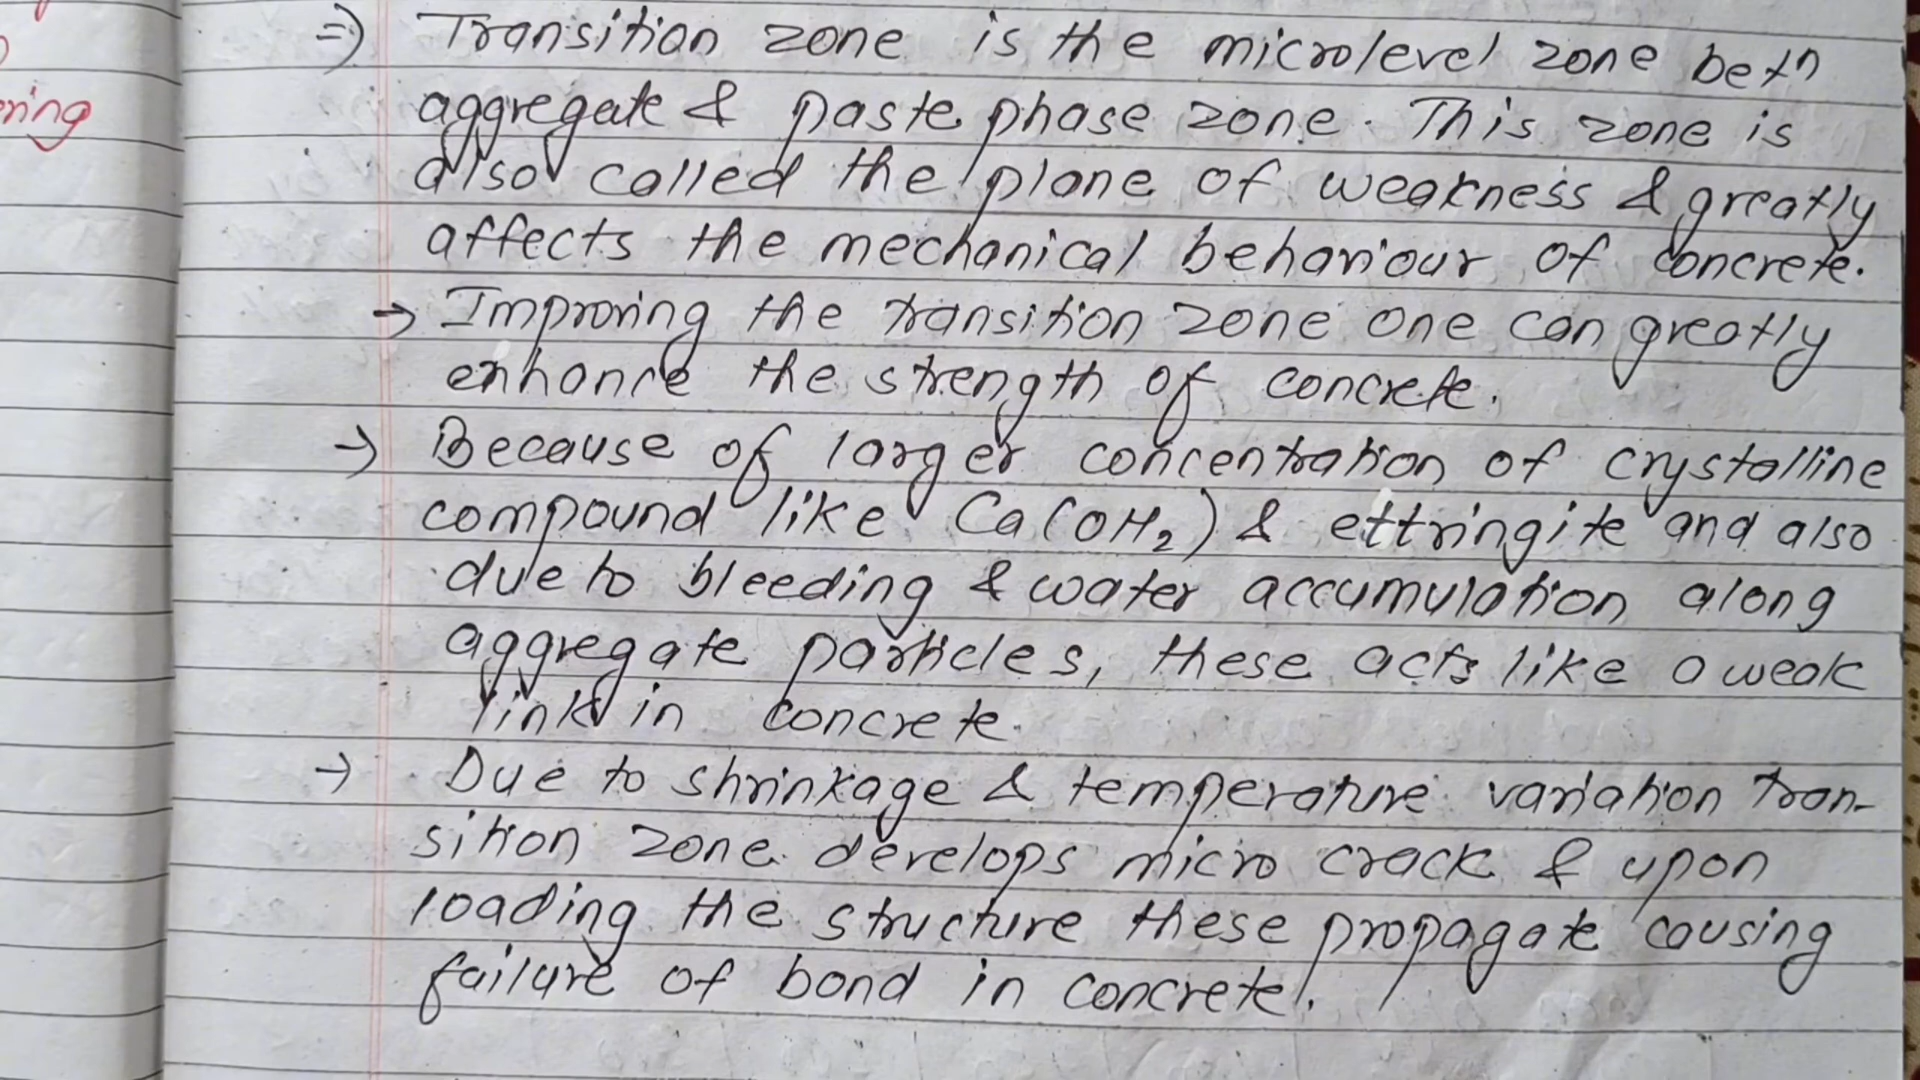 ering
=) Transition zone is the microlevel zone betn
aggregate & paste phase zone. This zone is
also called the plane of weakness & greatly
affects the mechanical behaviour of concrete.
→ Improving the transition zone one can greatly
enhance the strength of concrete.
→ Because of larger concentration of crystalline
compound like Ca(OH₂) & ettringite and also
due to bleeding & water accumulation along
aggregate particles, these acts like a weak
link in concrete.
→ Due to shrinkage & temperature variation tran-
sition zone develops micro crack & upon
loading the structure these propagate causing
failure of bond in concrete.